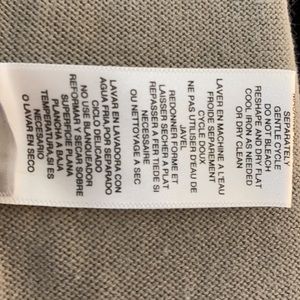 SEPARATELY
GENTLE CYCLE
DO NOT BLEACH
RESHAPE AND DRY FLAT
COOL IRON AS NEEDED
OR DRY CLEAN
LAVER EN MACHINE A L'EAU
FROIDE SEPAREMENT
CYCLE DOUX
NE PAS UTILISER D'EAU DE
JAVEL
REDONNER FORME ET
LAISSER SECHER A PLAT
REPASSER A FER TIEDE SI
NECESSAIRE
OU NETTOYAGE A SEC
LAVAR EN LAVADORA CON
AGUA FRIA POR SEPARADO
CICLO DELICADO
NO USE BLANQUEADOR
REFORMAR Y SECAR SOBRE
SUPERFICIE PLANA
PLANCHA A BAJA
TEMPERATURA,SI ES
NECESARIO
O LAVAR EN SECO